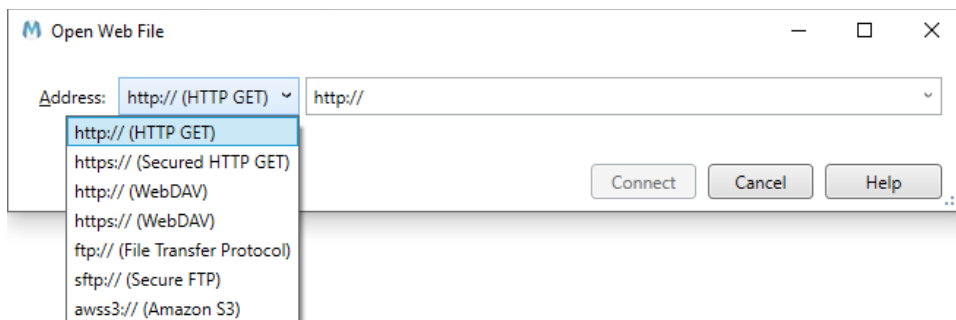 Open Web File
Address: http:// (HTTP GET) http://
http:// (HTTP GET)
https:// (Secured HTTP GET)
http:// (WebDAV)
https:// (WebDAV)
ftp:// (File Transfer Protocol)
sftp:// (Secure FTP)
awss3:// (Amazon S3)
Connect Cancel Help